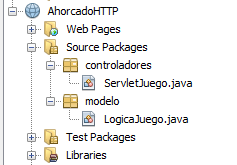 AhorcadoHTTP
Web Pages
Source Packages
controladores
ServletJuego.java
modelo
LogicaJuego.java
Test Packages
Libraries